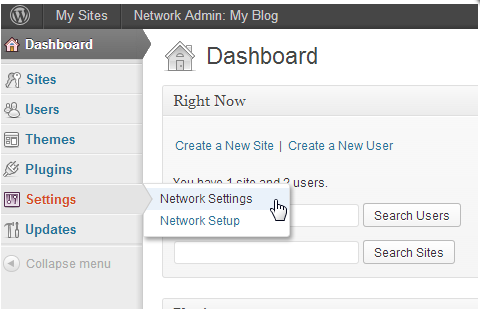 My Sites Network Admin: My Blog
Dashboard
Sites
Users
Themes
Plugins
Settings
Updates
Collapse menu
Dashboard
Right Now
Create a New Site | Create a New User
You have 1 site and 2 users.
Network Settings
Network Setup
Search Users
Search Sites